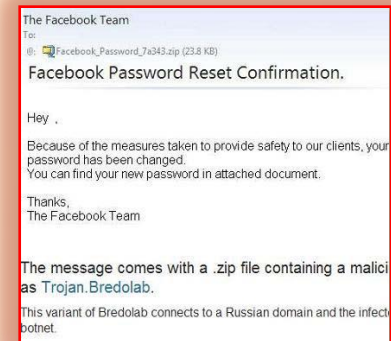 The Facebook Team
To:
@: Facebook_Password_7a343.zip (23.8 KB)
Facebook Password Reset Confirmation.
Hey ,
Because of the measures taken to provide safety to our clients, your
password has been changed.
You can find your new password in attached document.
Thanks,
The Facebook Team
The message comes with a .zip file containing a malici
as Trojan.Bredolab.
This variant of Bredolab connects to a Russian domain and the infect
botnet.